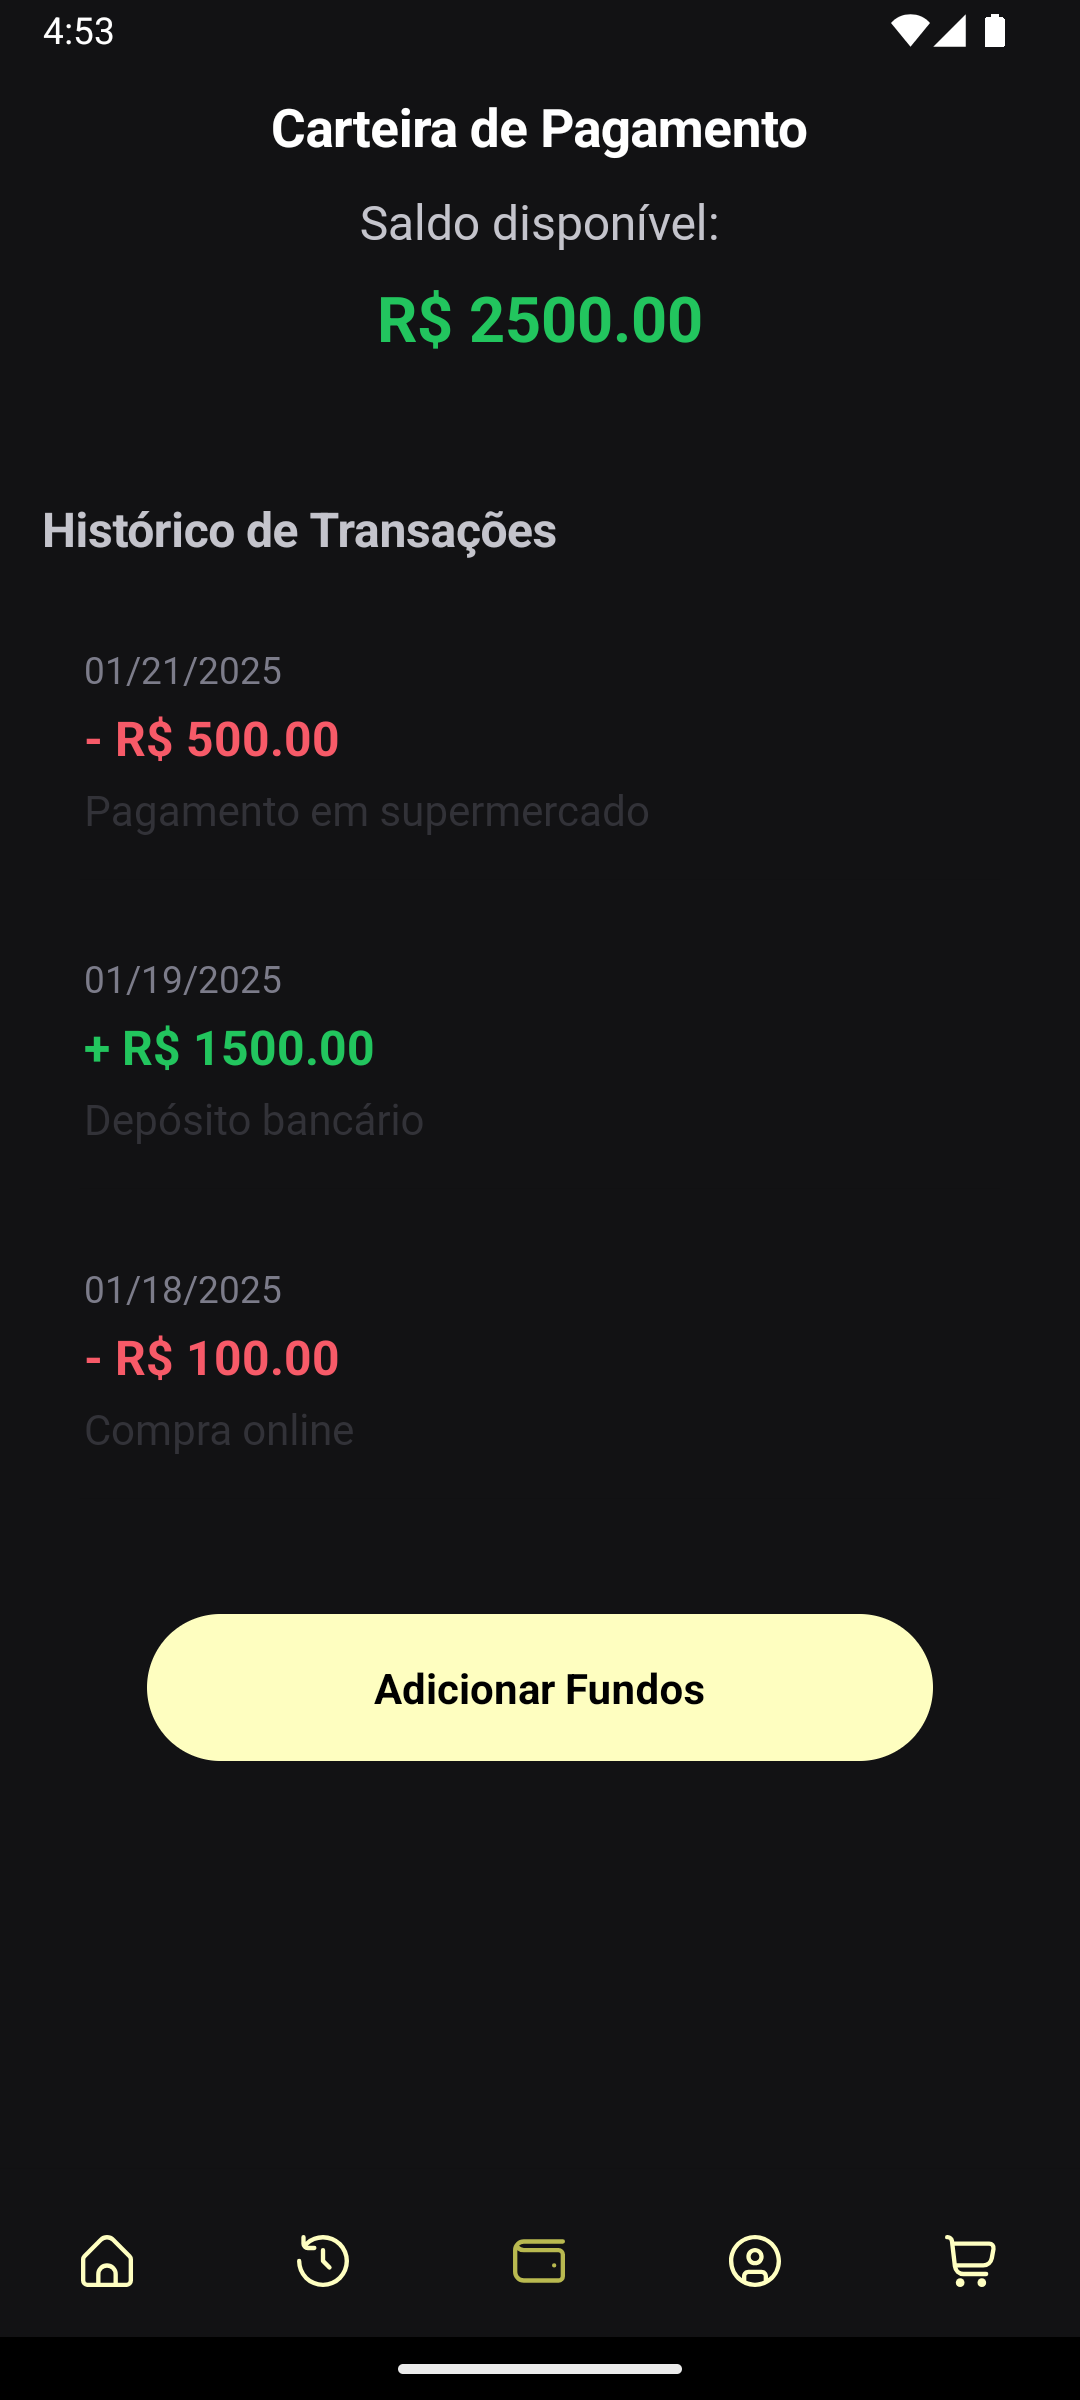 4:53
Carteira de Pagamento
Saldo disponível:
R$ 2500.00
Histórico de Transações
01/21/2025
- R$ 500.00
Pagamento em supermercado
01/19/2025
+ R$ 1500.00
Depósito bancário
01/18/2025
- R$ 100.00
Compra online
Adicionar Fundos